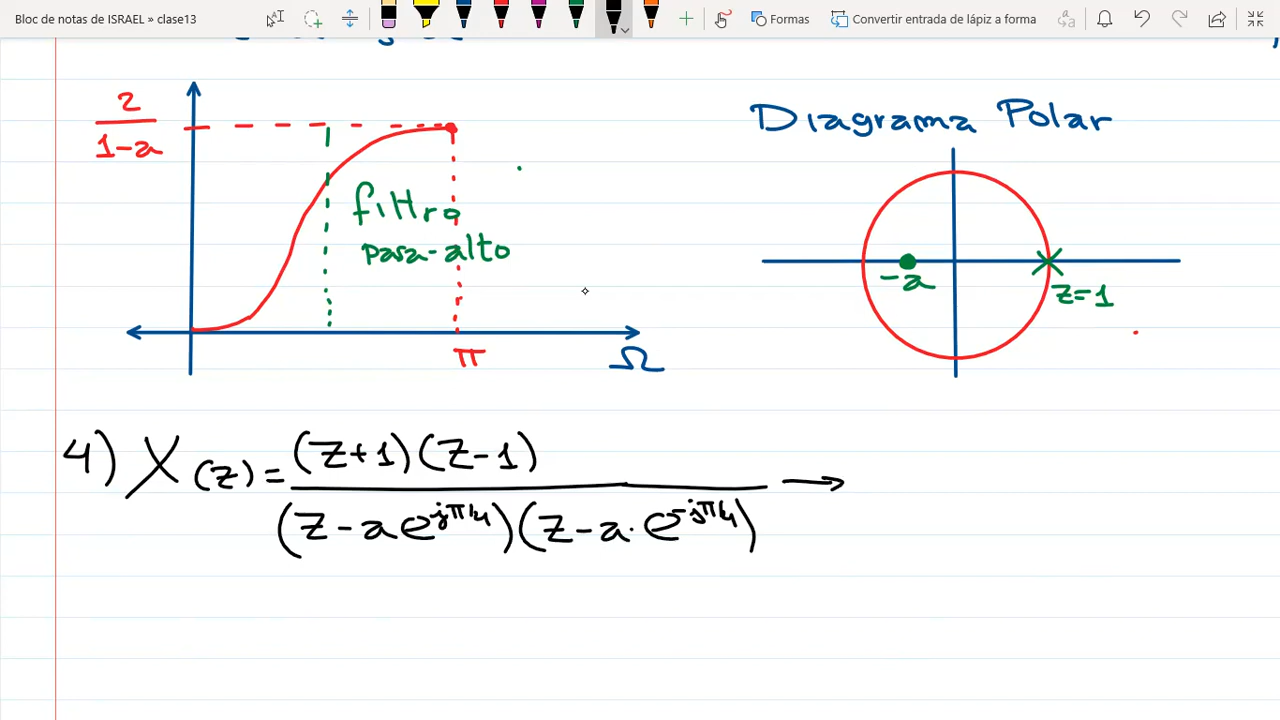 Bloc de notas de ISRAEL » clase13
Formas
Convertir entrada de lápiz a forma
2
1-a
filtro
pasa-alto
π
Ω
Diagrama Polar
-a
z=1
4) X(z) = (z+1)(z-1)
(z-ae^{jπ/4})(z-a·e^{-jπ/4}) →